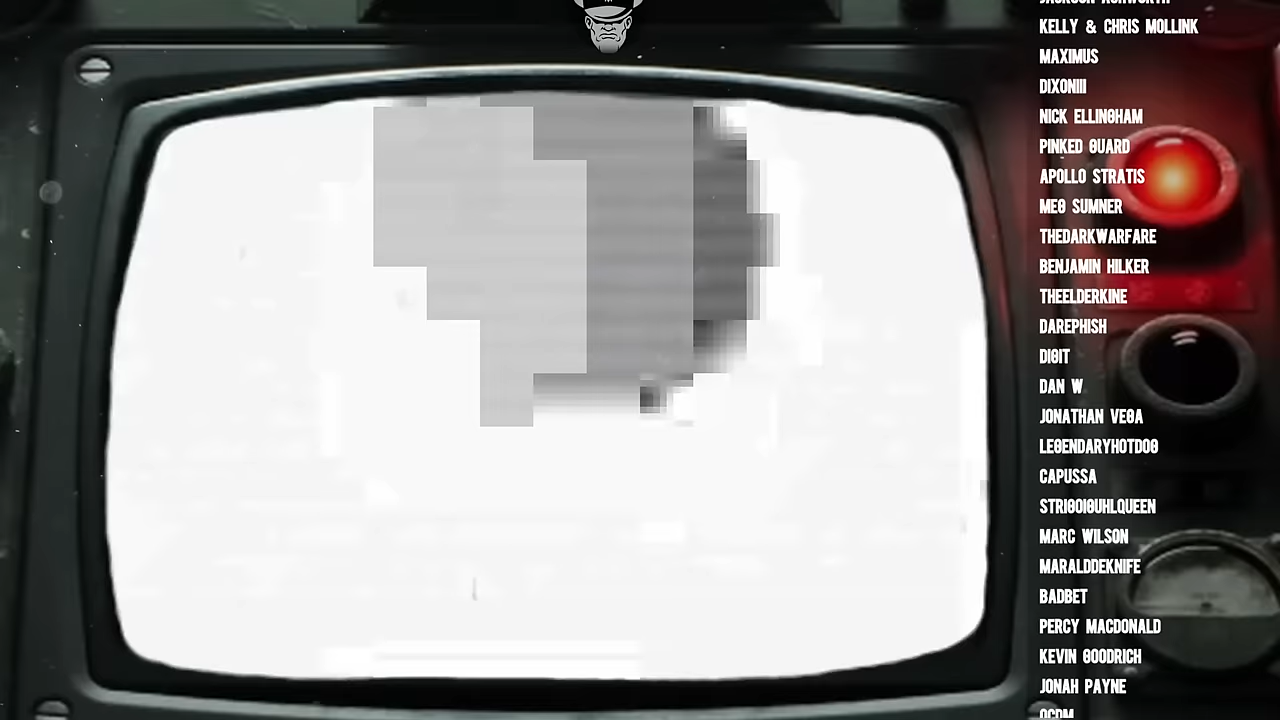 KELLY & CHRIS MOLLINK
MAXIMUS
DIXONIII
NICK ELLINGHAM
PINKED GUARD
APOLLO STRATIS
MEG SUMNER
THEDARKWARFARE
BENJAMIN HILKER
THEELDERKINE
DAREPHISH
DIGIT
DAN W
JONATHAN VEGA
LEGENDARYHOTDOG
CAPUSSA
STRIGOIGUHLQUEEN
MARC WILSON
MARALDDEKNIFE
BADBET
PERCY MACDONALD
KEVIN GOODRICH
JONAH PAYNE